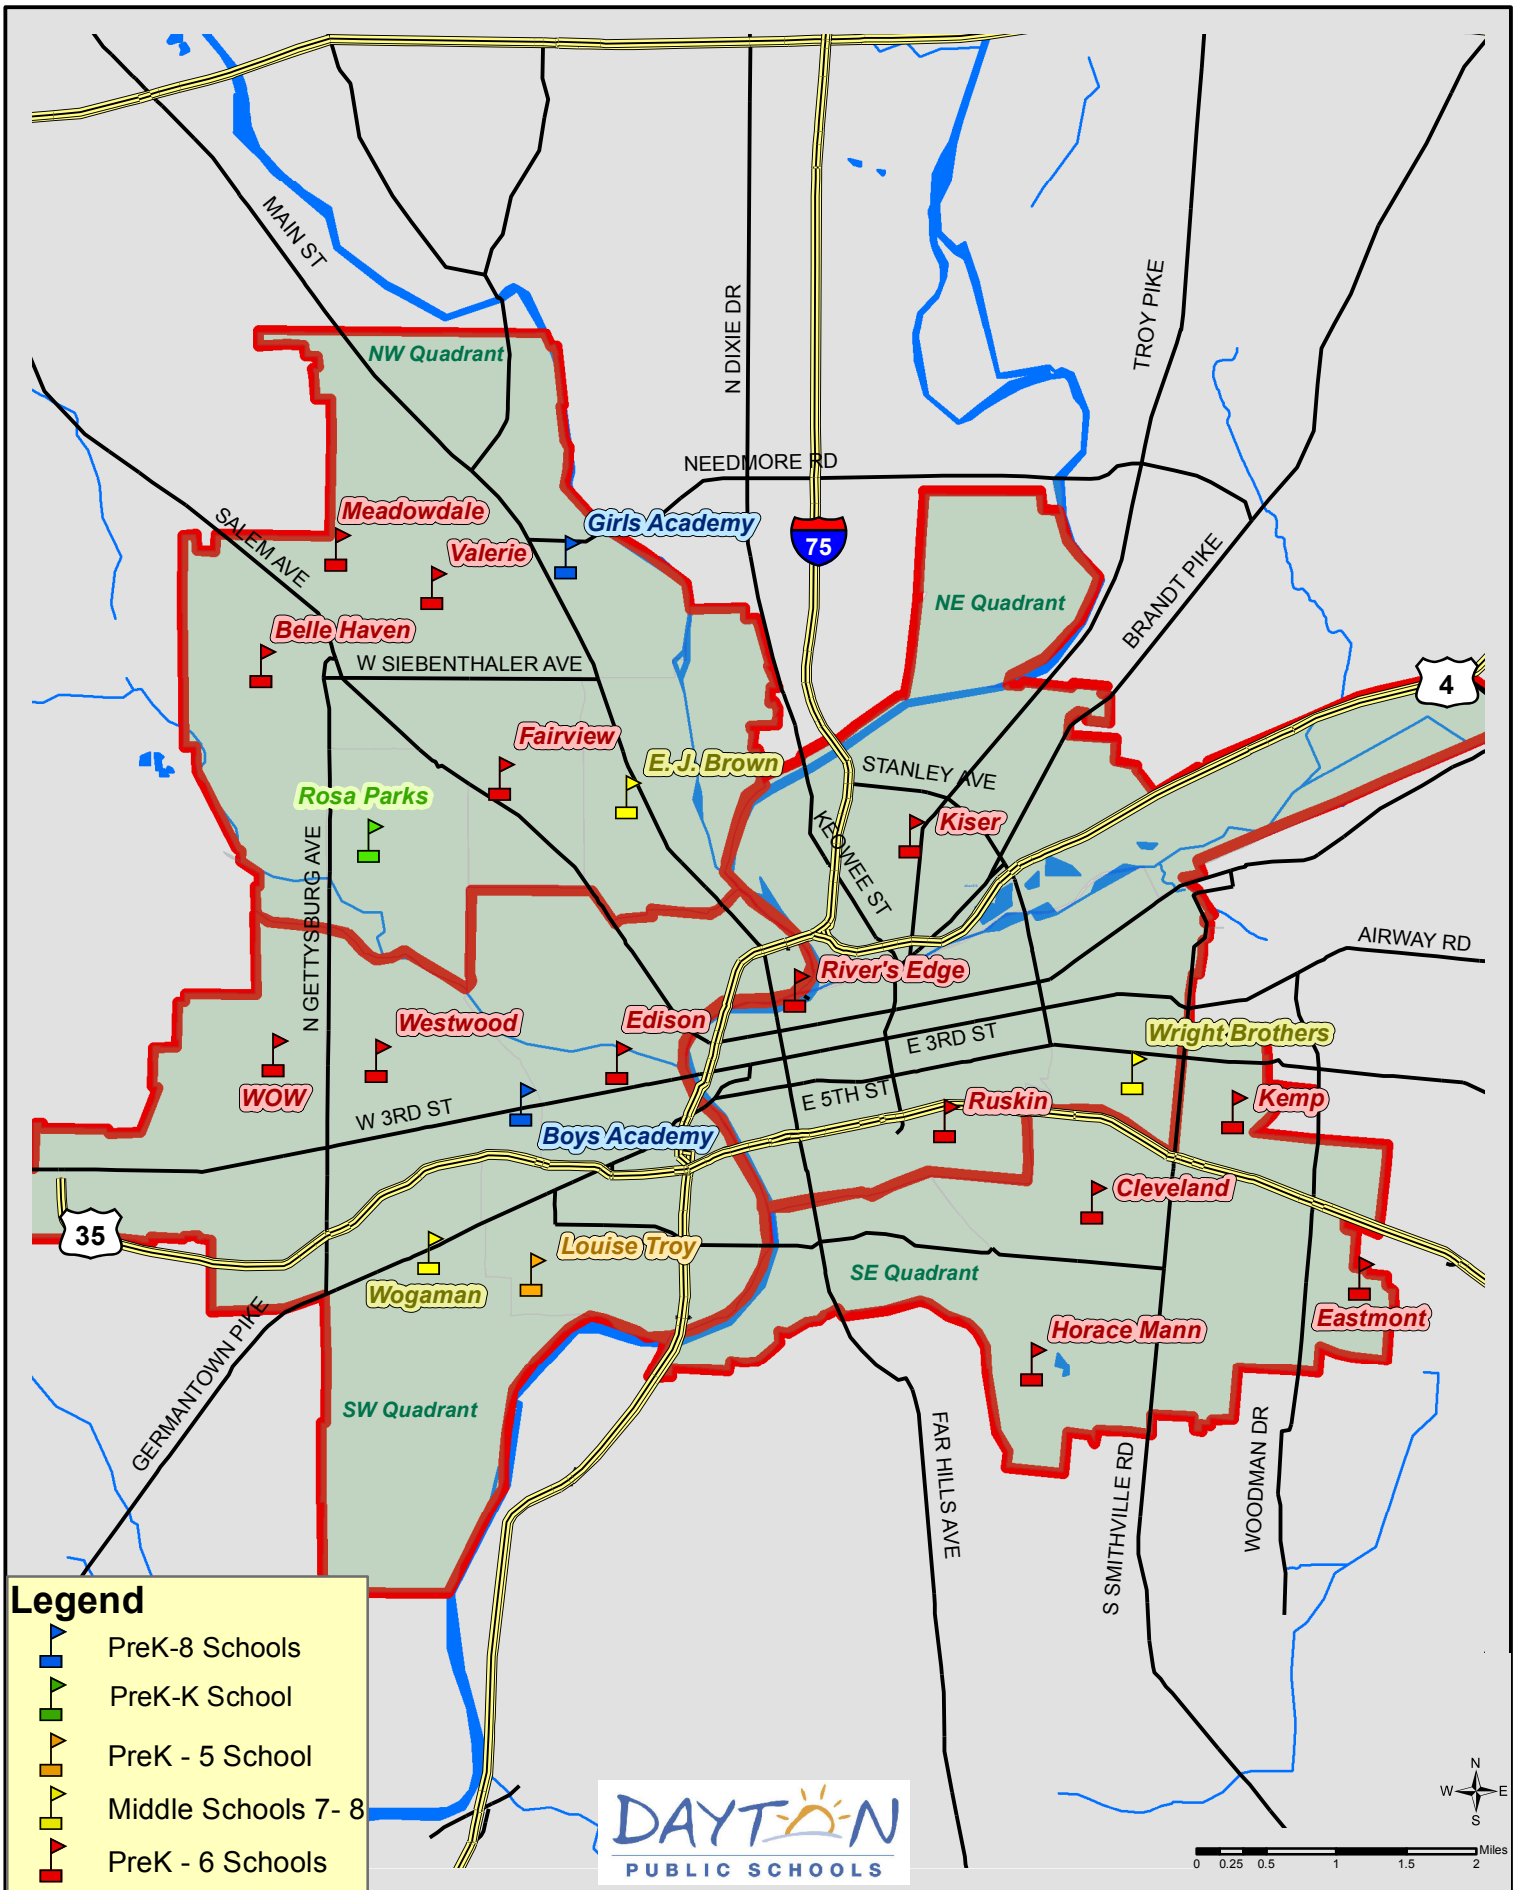 MAIN ST
NW Quadrant
N DIXIE DR
TROY PIKE
NEEDMORE RD
Meadowdale
SALEM AVE
Valerie
Girls Academy
75
BRANDT PIKE
NE Quadrant
Belle Haven
W SIEBENTHALER AVE
4
Fairview
E. J. Brown
STANLEY AVE
Rosa Parks
Kiser
KEOWEE ST
N GETTYSBURG AVE
AIRWAY RD
River's Edge
Westwood
Edison
E 3RD ST
Wright Brothers
WOW
W 3RD ST
E 5TH ST
Ruskin
Kemp
Boys Academy
Cleveland
35
Louise Troy
SE Quadrant
Wogaman
Eastmont
Horace Mann
GERMANTOWN PIKE
SW Quadrant
FAR HILLS AVE
S SMITHVILLE RD
WOODMAN DR
Legend
PreK-8 Schools
PreK-K School
PreK - 5 School
Middle Schools 7- 8
PreK - 6 Schools
DAYTON
PUBLIC SCHOOLS
N
W E
S
Miles
0 0.25 0.5 1 1.5 2